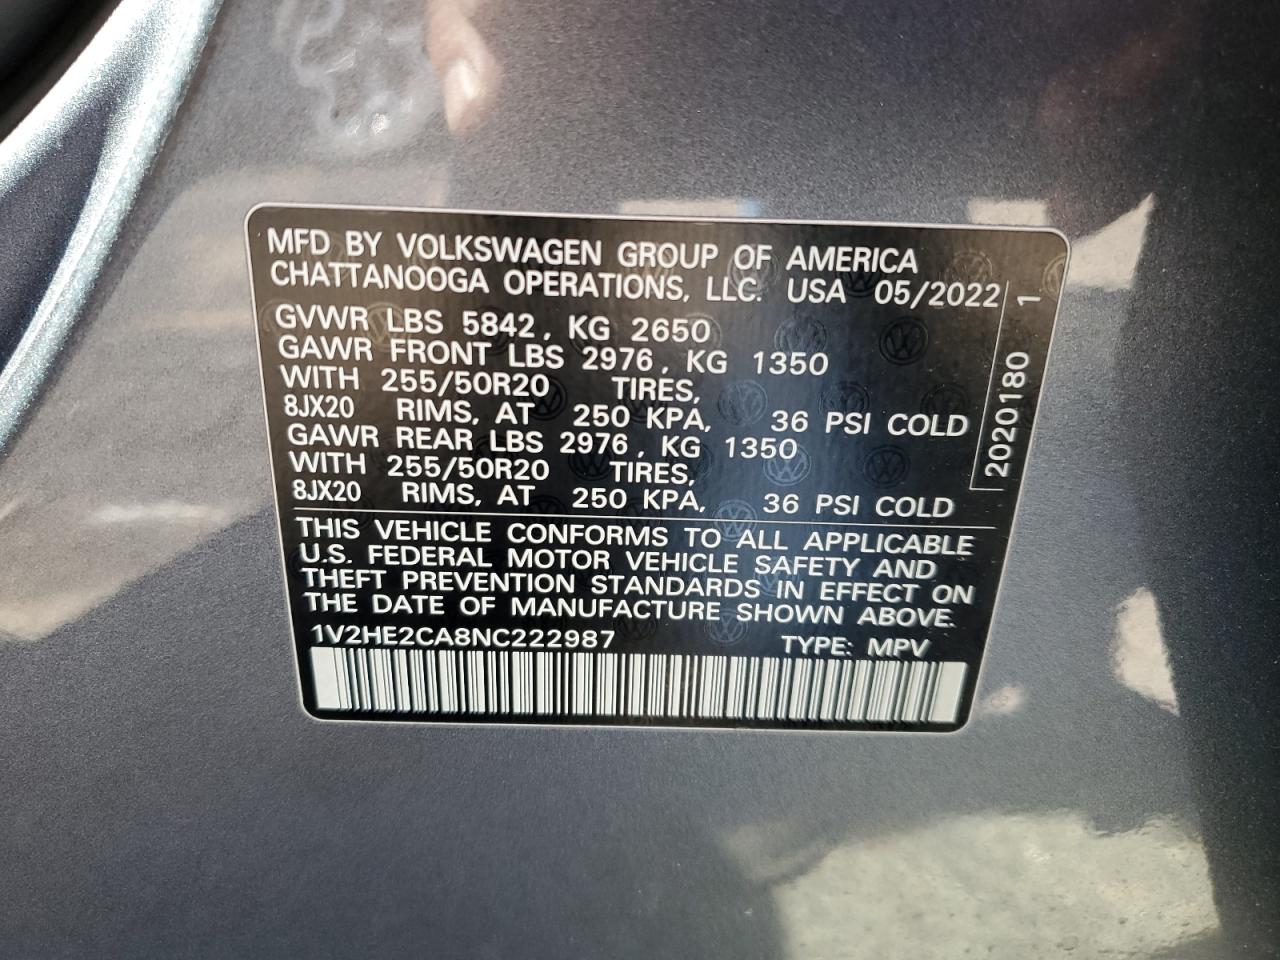 MFD BY VOLKSWAGEN GROUP OF AMERICA
CHATTANOOGA OPERATIONS, LLC. USA 05/2022
GVWR LBS 5842, KG 2650
GAWR FRONT LBS 2976, KG 1350
WITH 255/50R20 TIRES,
8JX20 RIMS, AT 250 KPA, 36 PSI COLD
GAWR REAR LBS 2976, KG 1350
WITH 255/50R20 TIRES,
8JX20 RIMS, AT 250 KPA, 36 PSI COLD
2020180 1
THIS VEHICLE CONFORMS TO ALL APPLICABLE
U.S. FEDERAL MOTOR VEHICLE SAFETY AND
THEFT PREVENTION STANDARDS IN EFFECT ON
THE DATE OF MANUFACTURE SHOWN ABOVE.
1V2HE2CA8NC222987 TYPE: MPV